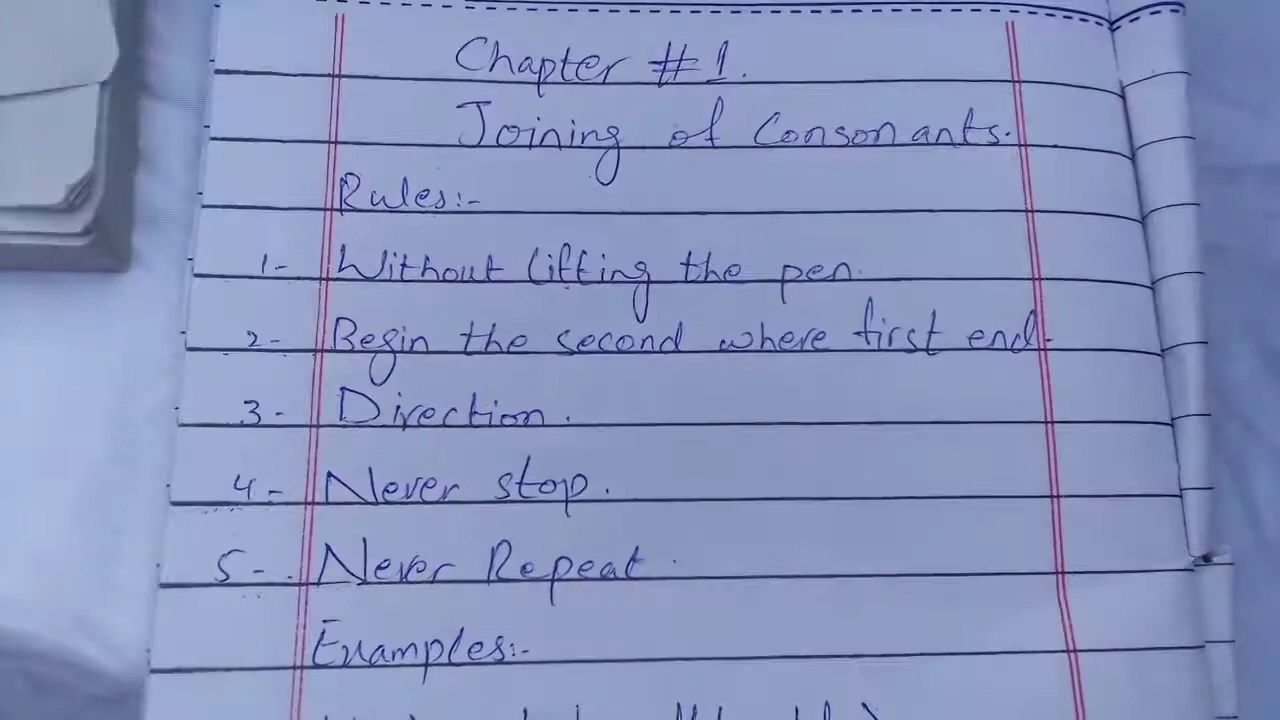 Chapter #1.
Joining of Consonants.
Rules:-
1- Without lifting the pen.
2- Begin the second where first end.
3- Direction.
4- Never stop.
5- Never Repeat.
Examples:-